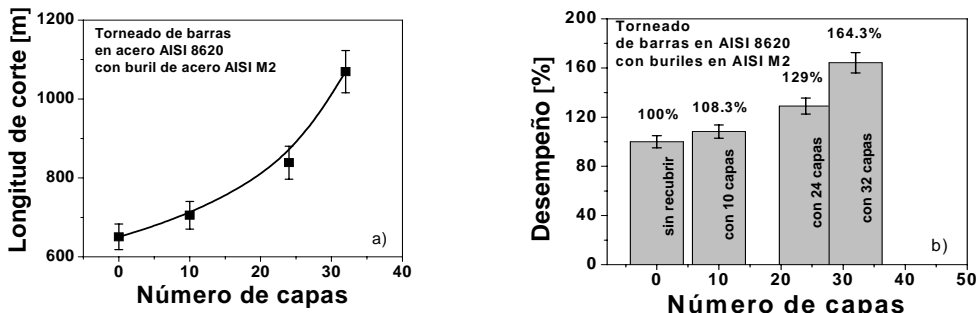 1200
1000
800
600
Longitud de corte [m]
Torneado de barras
en acero AISI 8620
con buril de acero AISI M2
a)
0 10 20 30 40
Número de capas
200
160
120
80
40
0
Desempeño [%]
Torneado
de barras en AISI 8620
con buriles en AISI M2
164.3%
129%
108.3%
100%
sin recubrir
con 10 capas
con 24 capas
con 32 capas
b)
0 10 20 30 40 50
Número de capas